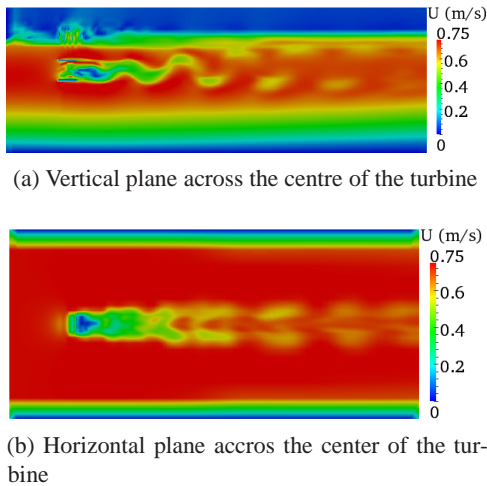 U (m/s)
0.75
0.6
0.4
0.2
0
(a) Vertical plane across the centre of the turbine
U (m/s)
0.75
0.6
0.4
0.2
0
(b) Horizontal plane accros the center of the tur-
bine